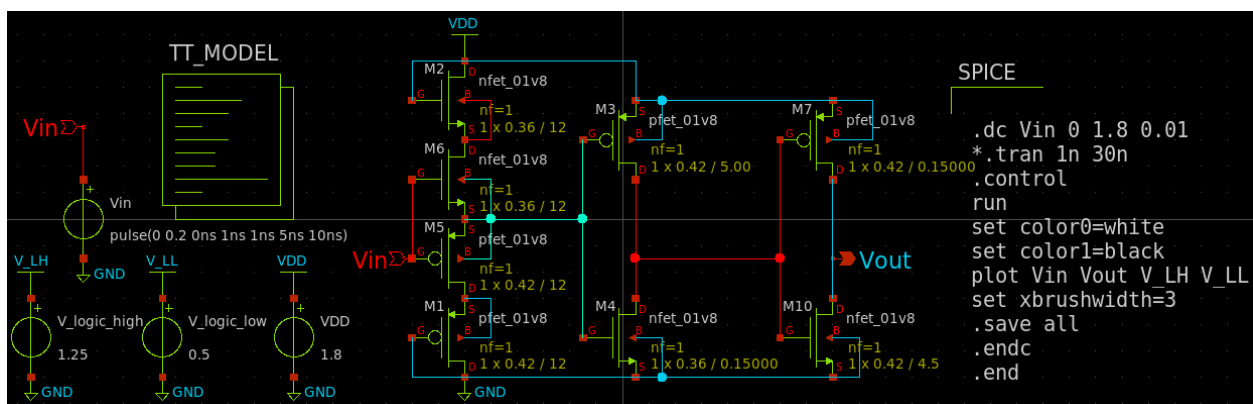 TT_MODEL
Vin
Vin
+
pulse(0 0.2 0ns 1ns 1ns 5ns 10ns)
GND
V_LH
+
V_logic_high
1.25
GND
V_LL
+
V_logic_low
0.5
GND
VDD
+
VDD
1.8
GND
VDD
M2
D
nfet_01v8
G
B
nf=1
S
1 x 0.36 / 12
M6
D
nfet_01v8
G
B
nf=1
S
1 x 0.36 / 12
Vin
M5
S
pfet_01v8
G
B
nf=1
D
1 x 0.42 / 12
M1
S
pfet_01v8
G
B
nf=1
D
1 x 0.42 / 12
GND
M3
S
pfet_01v8
G
B
nf=1
D
1 x 0.42 / 5.00
M4
D
nfet_01v8
G
B
nf=1
S
1 x 0.36 / 0.15000
M7
S
pfet_01v8
G
B
nf=1
D
1 x 0.42 / 0.15000
Vout
M10
D
nfet_01v8
G
B
nf=1
S
1 x 0.42 / 4.5
SPICE
.dc Vin 0 1.8 0.01
*.tran 1n 30n
.control
run
set color0=white
set color1=black
plot Vin Vout V_LH V_LL
set xbrushwidth=3
.save all
.endc
.end